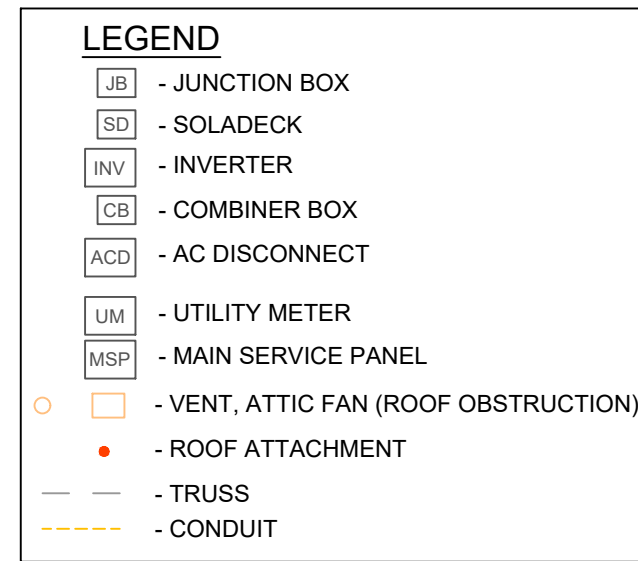 LEGEND
JB - JUNCTION BOX
SD - SOLADECK
INV - INVERTER
CB - COMBINER BOX
ACD - AC DISCONNECT
UM - UTILITY METER
MSP - MAIN SERVICE PANEL
- VENT, ATTIC FAN (ROOF OBSTRUCTION)
- ROOF ATTACHMENT
- TRUSS
- CONDUIT